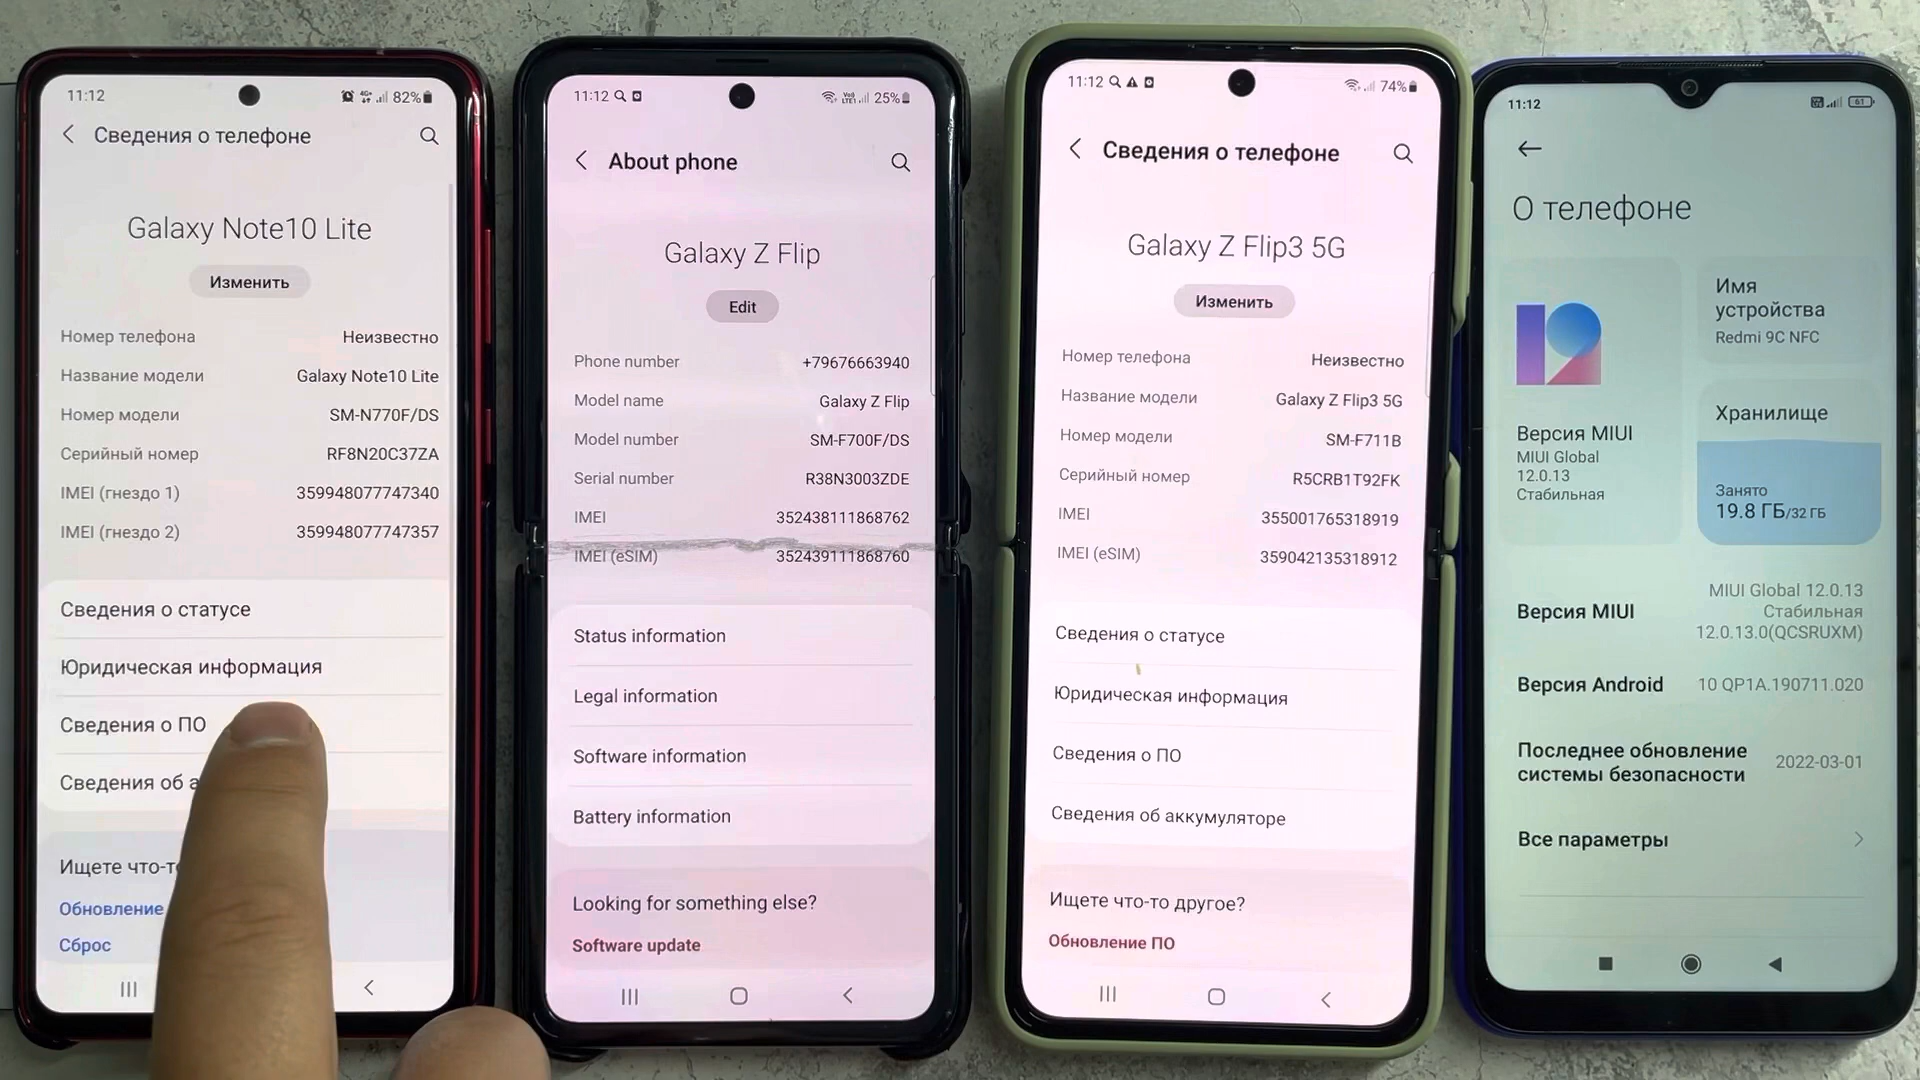 11:12
82%
Сведения о телефоне
Galaxy Note10 Lite
Изменить
Номер телефона Неизвестно
Название модели Galaxy Note10 Lite
Номер модели SM-N770F/DS
Серийный номер RF8N20C37ZA
IMEI (гнездо 1) 359948077747340
IMEI (гнездо 2) 359948077747357
Сведения о статусе
Юридическая информация
Сведения о ПО
Сведения об а
Ищете что-т
Обновление
Сброс
11:12
25%
About phone
Galaxy Z Flip
Edit
Phone number +79676663940
Model name Galaxy Z Flip
Model number SM-F700F/DS
Serial number R38N3003ZDE
IMEI 352438111868762
IMEI (eSIM) 352439111868760
Status information
Legal information
Software information
Battery information
Looking for something else?
Software update
11:12
74%
Сведения о телефоне
Galaxy Z Flip3 5G
Изменить
Номер телефона Неизвестно
Название модели Galaxy Z Flip3 5G
Номер модели SM-F711B
Серийный номер R5CRB1T92FK
IMEI 355001765318919
IMEI (eSIM) 359042135318912
Сведения о статусе
Юридическая информация
Сведения о ПО
Сведения об аккумуляторе
Ищете что-то другое?
Обновление ПО
11:12
61
О телефоне
Версия MIUI
MIUI Global
12.0.13
Стабильная
Имя
устройства
Redmi 9C NFC
Хранилище
Занято
19.8 ГБ/32 ГБ
Версия MIUI
MIUI Global 12.0.13
Стабильная
12.0.13.0(QCSRUXM)
Версия Android 10 QP1A.190711.020
Последнее обновление
системы безопасности 2022-03-01
Все параметры